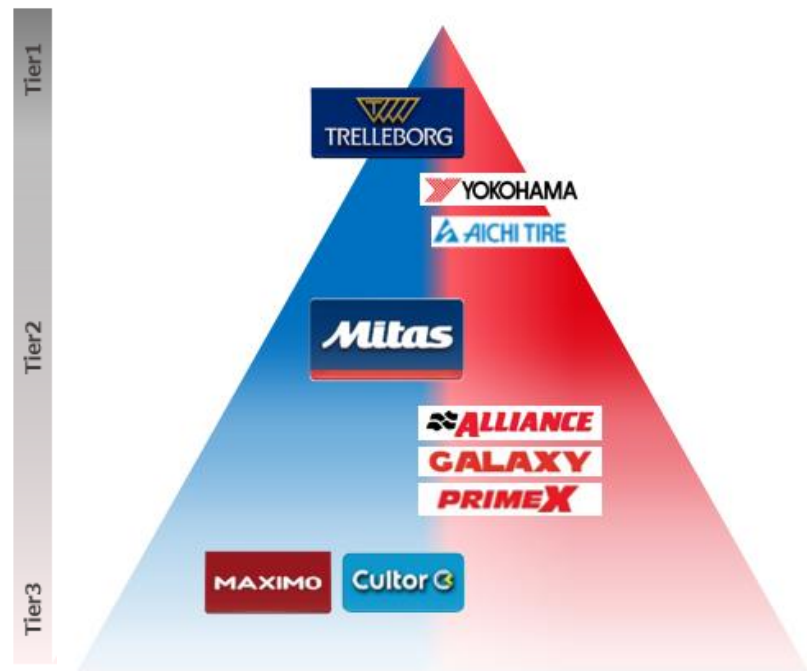 Tier1
TRELLEBORG
YOKOHAMA
AICHI TIRE
Tier2
Mitas
ALLIANCE
GALAXY
PRIMEX
Tier3
MAXIMO
Cultor